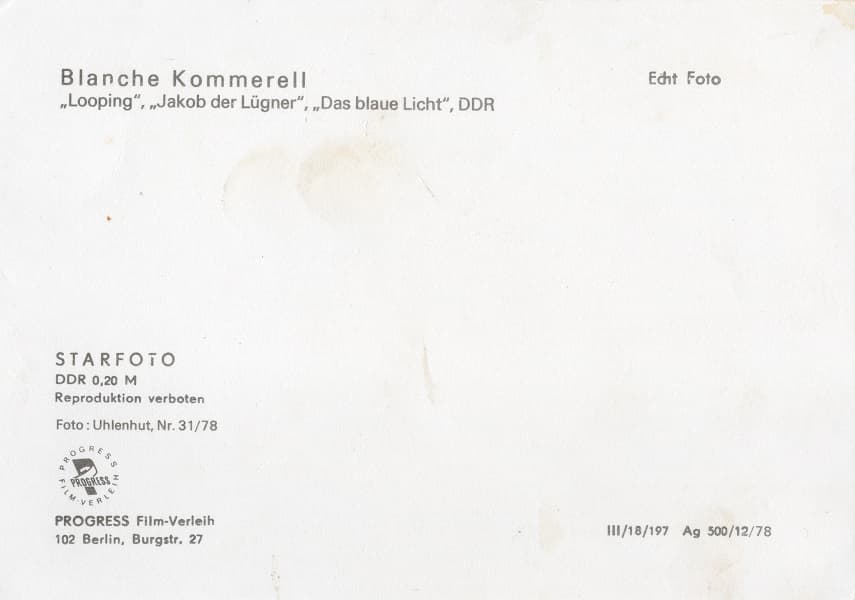 Blanche Kommerell
„Looping“, „Jakob der Lügner“, „Das blaue Licht“, DDR
Echt Foto
STARFOTO
DDR 0,20 M
Reproduktion verboten
Foto: Uhlenhut, Nr. 31/78
PROGRESS FILM-VERLEIH
PROGRESS
PROGRESS Film-Verleih
102 Berlin, Burgstr. 27
III/18/197 Ag 500/12/78